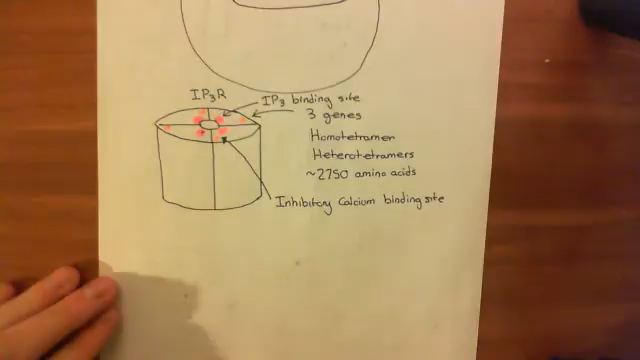 IP3R
IP3 binding site
3 genes
Homotetramer
Heterotetramers
~2750 amino acids
Inhibitory Calcium binding site